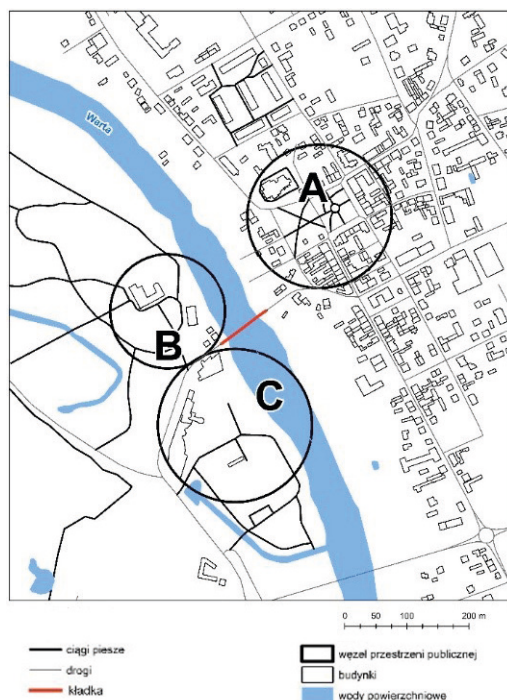 Warta
A
B
C
0 50 100 200 m
ciągi piesze
drogi
kładka
węzeł przestrzeni publicznej
budynki
wody powierzchniowe